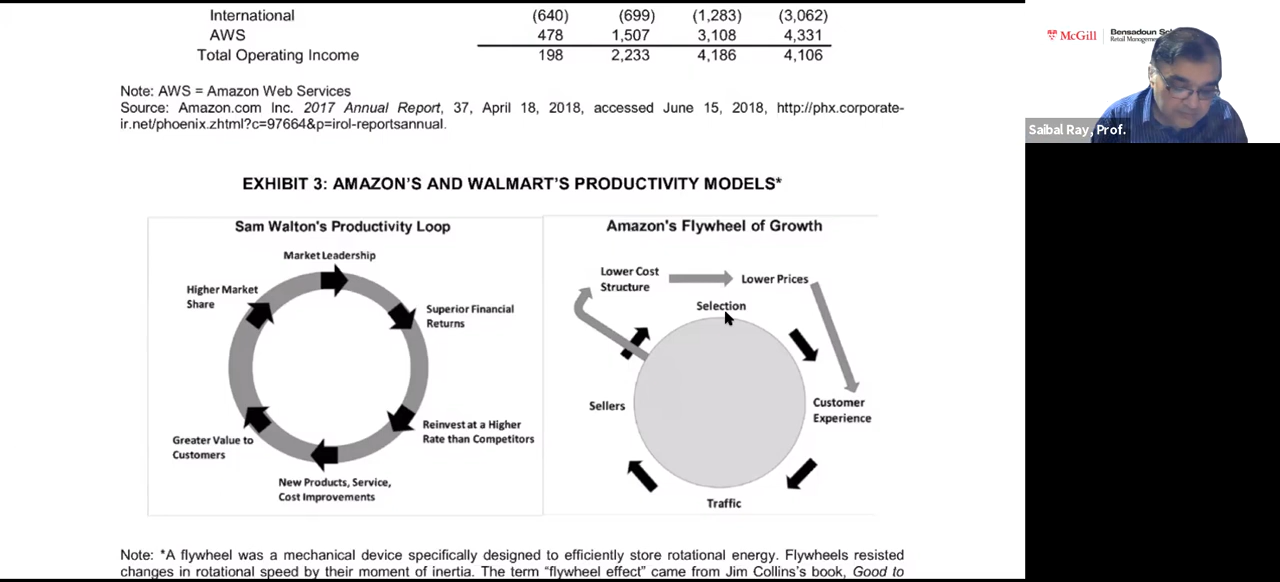 International (640) (699) (1,283) (3,062)
AWS 478 1,507 3,108 4,331
Total Operating Income 198 2,233 4,186 4,106
Note: AWS = Amazon Web Services
Source: Amazon.com Inc. 2017 Annual Report, 37, April 18, 2018, accessed June 15, 2018, http://phx.corporate-
ir.net/phoenix.zhtml?c=97664&p=irol-reportsannual.
EXHIBIT 3: AMAZON'S AND WALMART'S PRODUCTIVITY MODELS*
Sam Walton's Productivity Loop
Market Leadership
Higher Market
Share
Superior Financial
Returns
Reinvest at a Higher
Rate than Competitors
Greater Value to
Customers
New Products, Service,
Cost Improvements
Amazon's Flywheel of Growth
Lower Cost
Structure
Lower Prices
Selection
Sellers
Customer
Experience
Traffic
Note: *A flywheel was a mechanical device specifically designed to efficiently store rotational energy. Flywheels resisted
changes in rotational speed by their moment of inertia. The term "flywheel effect" came from Jim Collins's book, Good to
McGill
Bensadoun
Retail
Saibal Ray, Prof.